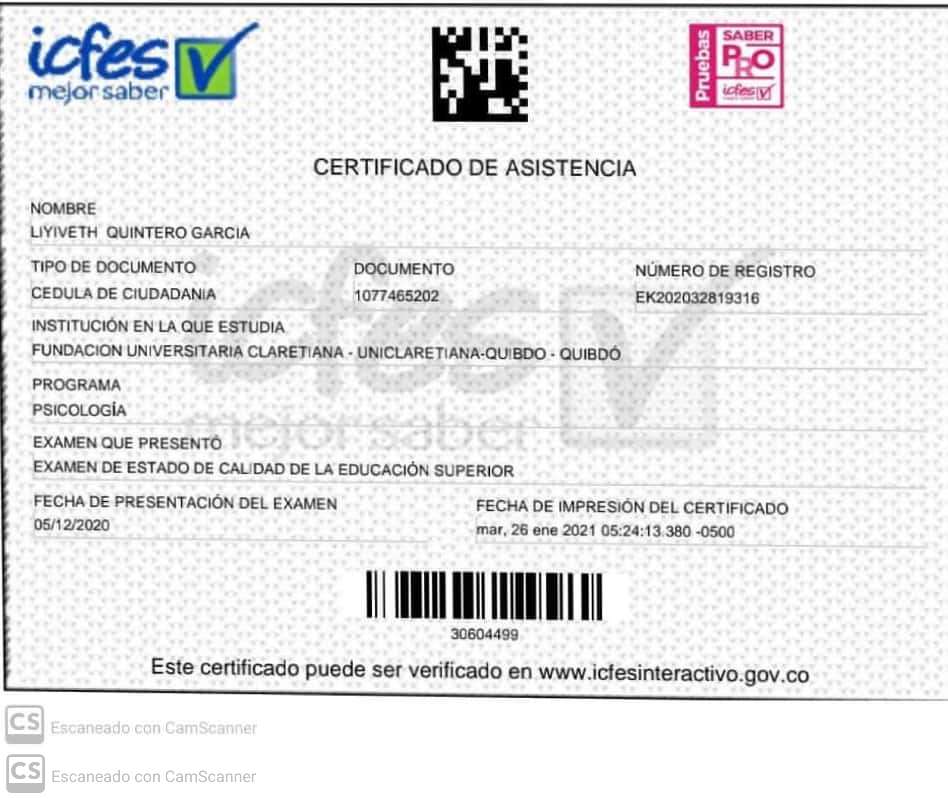 icfes
mejor saber
Pruebas
SABER
PRO
icfes
CERTIFICADO DE ASISTENCIA
NOMBRE
LIYIVETH QUINTERO GARCIA
TIPO DE DOCUMENTO
DOCUMENTO
NÚMERO DE REGISTRO
CEDULA DE CIUDADANIA
1077465202
EK202032819316
INSTITUCIÓN EN LA QUE ESTUDIA
FUNDACION UNIVERSITARIA CLARETIANA - UNICLARETIANA-QUIBDO - QUIBDÓ
PROGRAMA
PSICOLOGÍA
EXAMEN QUE PRESENTÓ
EXAMEN DE ESTADO DE CALIDAD DE LA EDUCACIÓN SUPERIOR
FECHA DE PRESENTACIÓN DEL EXAMEN
FECHA DE IMPRESIÓN DEL CERTIFICADO
05/12/2020
mar, 26 ene 2021 05:24:13.380 -0500
icfes
mejor saber
30604499
Este certificado puede ser verificado en www.icfesinteractivo.gov.co
CS Escaneado con CamScanner
CS Escaneado con CamScanner